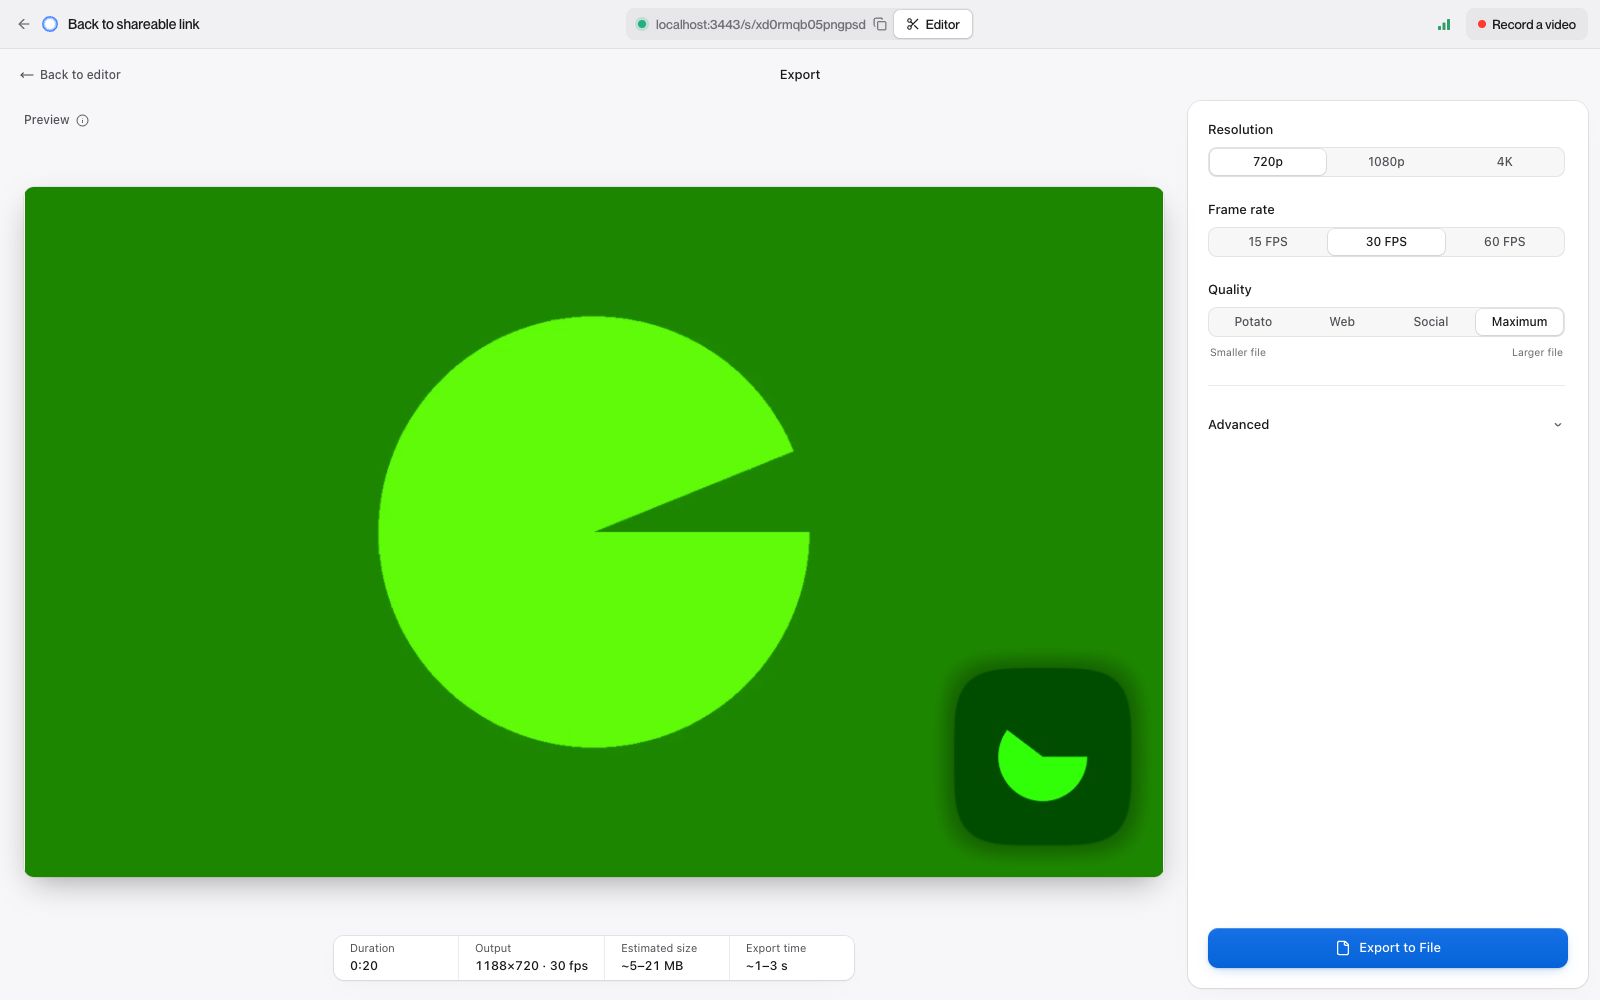 Back to shareable link
localhost:3443/s/xd0rmqb05pngpsd
Editor
Record a video
Back to editor
Export
Preview
Resolution
720p 1080p 4K
Frame rate
15 FPS 30 FPS 60 FPS
Quality
Potato Web Social Maximum
Smaller file Larger file
Advanced
Duration Output Estimated size Export time
0:20 1188×720 · 30 fps ~5–21 MB ~1–3 s
Export to File